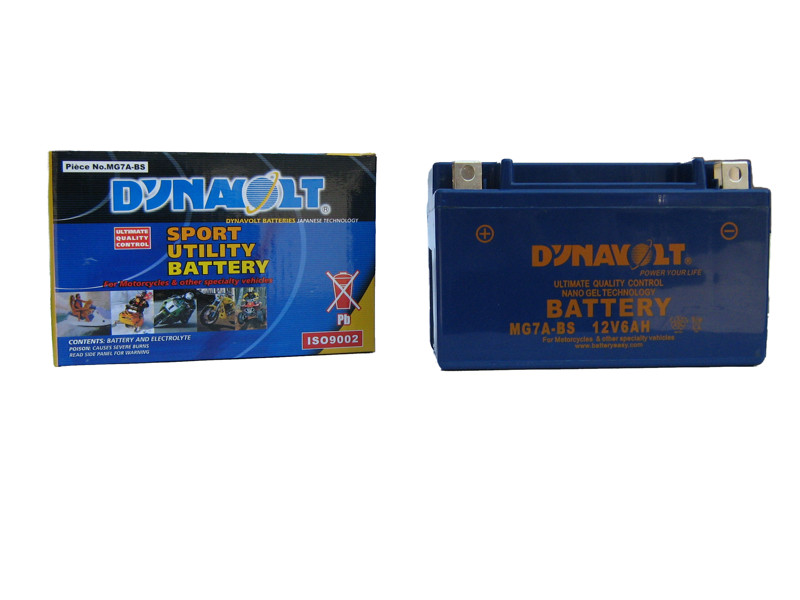 Pièce No.MG7A-BS
DYNAVOLT®
DYNAVOLT BATTERIES JAPANESE TECHNOLOGY
ULTIMATE
QUALITY
CONTROL
SPORT
UTILITY
BATTERY
For Motorcycles & other specialty vehicles
Pb
CONTENTS: BATTERY AND ELECTROLYTE
POISON: CAUSES SEVERE BURNS
READ SIDE PANEL FOR WARNING
ISO9002
+
−
DYNAVOLT®
POWER YOUR LIFE
ULTIMATE QUALITY CONTROL
NANO GEL TECHNOLOGY
BATTERY
MG7A-BS 12V6AH
For Motorcycles & other specialty vehicles
www.batteryeasy.com